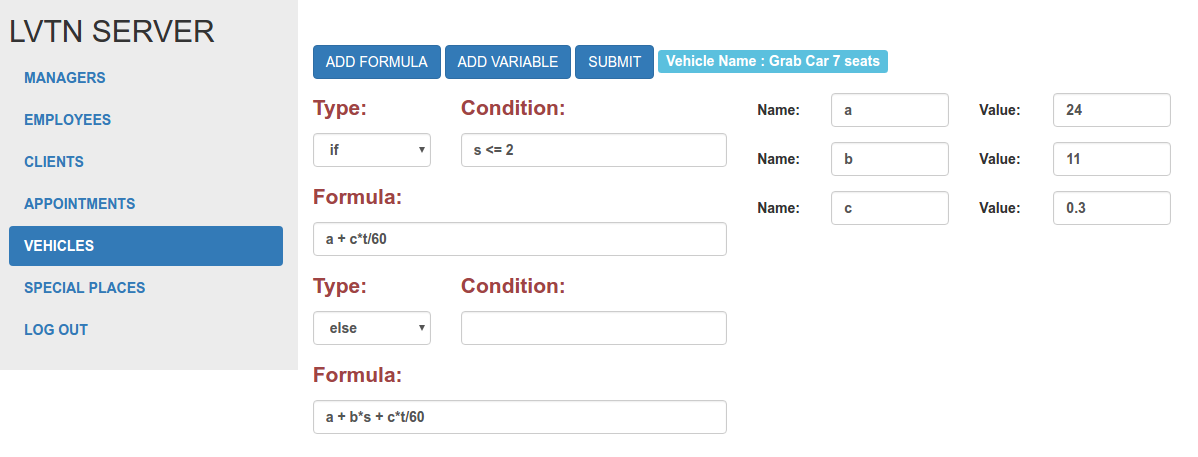 LVTN SERVER
MANAGERS
EMPLOYEES
CLIENTS
APPOINTMENTS
VEHICLES
SPECIAL PLACES
LOG OUT
ADD FORMULA ADD VARIABLE SUBMIT Vehicle Name : Grab Car 7 seats
Type: Condition:
if s <= 2
Formula:
a + c*t/60
Type: Condition:
else
Formula:
a + b*s + c*t/60
Name: a Value: 24
Name: b Value: 11
Name: c Value: 0.3